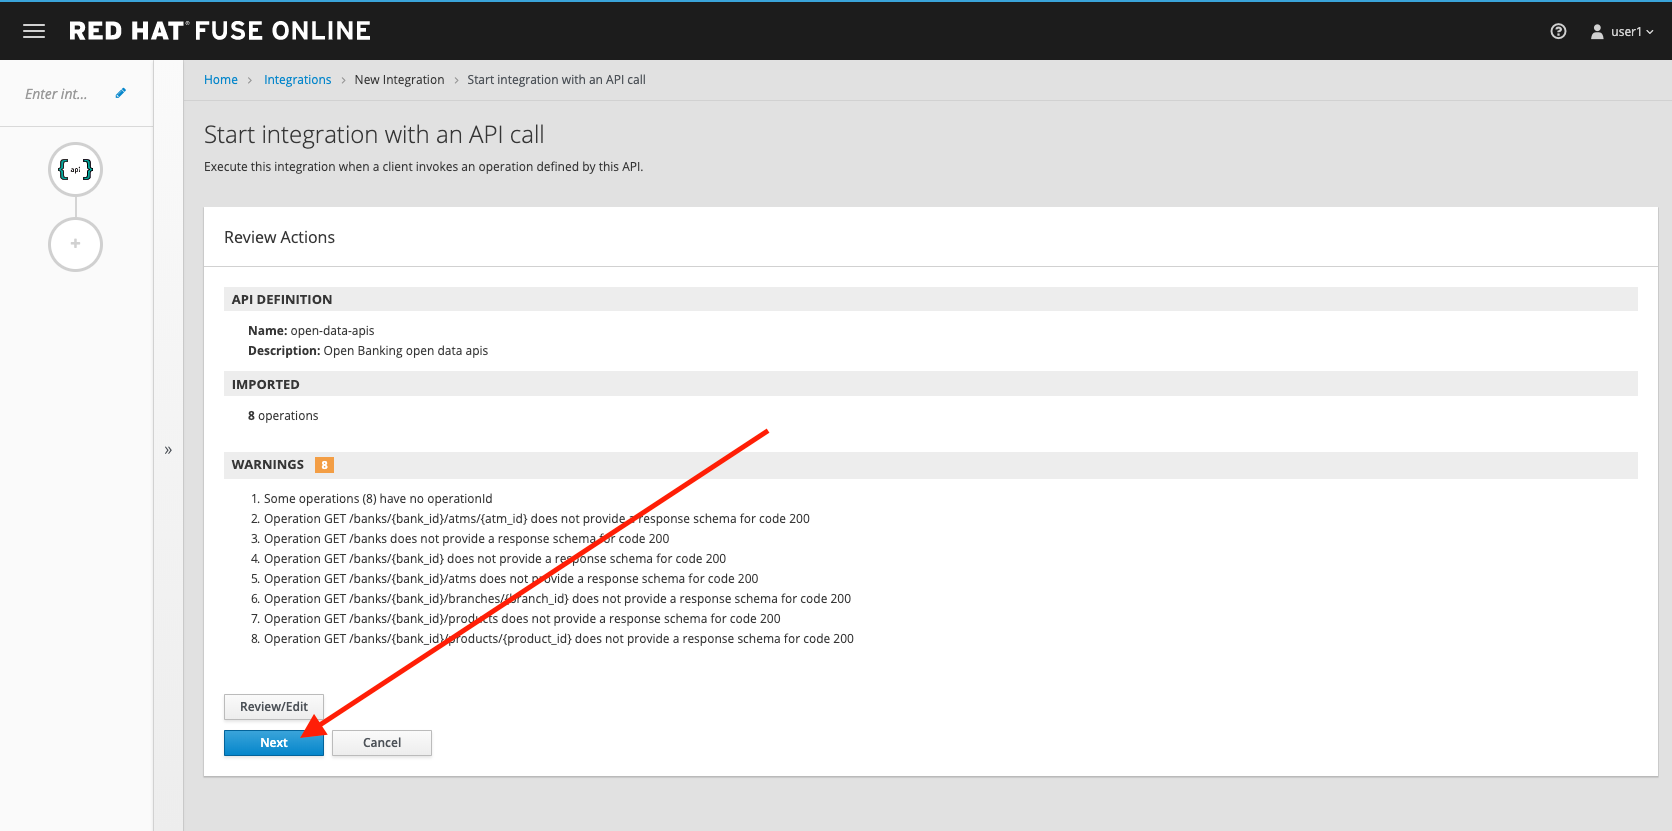 RED HAT® FUSE ONLINE
user1
Enter int...
Home > Integrations > New Integration > Start integration with an API call
api
Start integration with an API call
Execute this integration when a client invokes an operation defined by this API.
Review Actions
API DEFINITION
Name: open-data-apis
Description: Open Banking open data apis
IMPORTED
8 operations
»
WARNINGS 8
1. Some operations (8) have no operationId
2. Operation GET /banks/{bank_id}/atms/{atm_id} does not provide a response schema for code 200
3. Operation GET /banks does not provide a response schema for code 200
4. Operation GET /banks/{bank_id} does not provide a response schema for code 200
5. Operation GET /banks/{bank_id}/atms does not provide a response schema for code 200
6. Operation GET /banks/{bank_id}/branches/{branch_id} does not provide a response schema for code 200
7. Operation GET /banks/{bank_id}/products does not provide a response schema for code 200
8. Operation GET /banks/{bank_id}/products/{product_id} does not provide a response schema for code 200
Review/Edit
Next Cancel